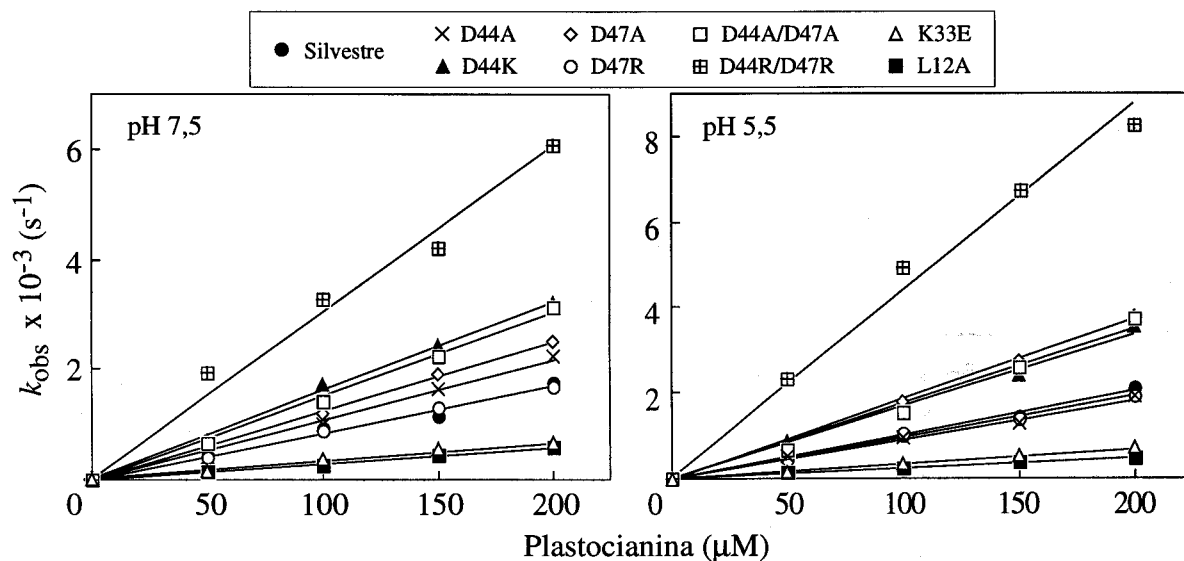 Silvestre D44A D47A D44A/D47A K33E
D44K D47R D44R/D47R L12A
pH 7,5
pH 5,5
6
4
2
0
8
6
4
2
0
50 100 150 200
50 100 150 200
k_obs x 10^-3 (s^-1)
Plastocianina (µM)